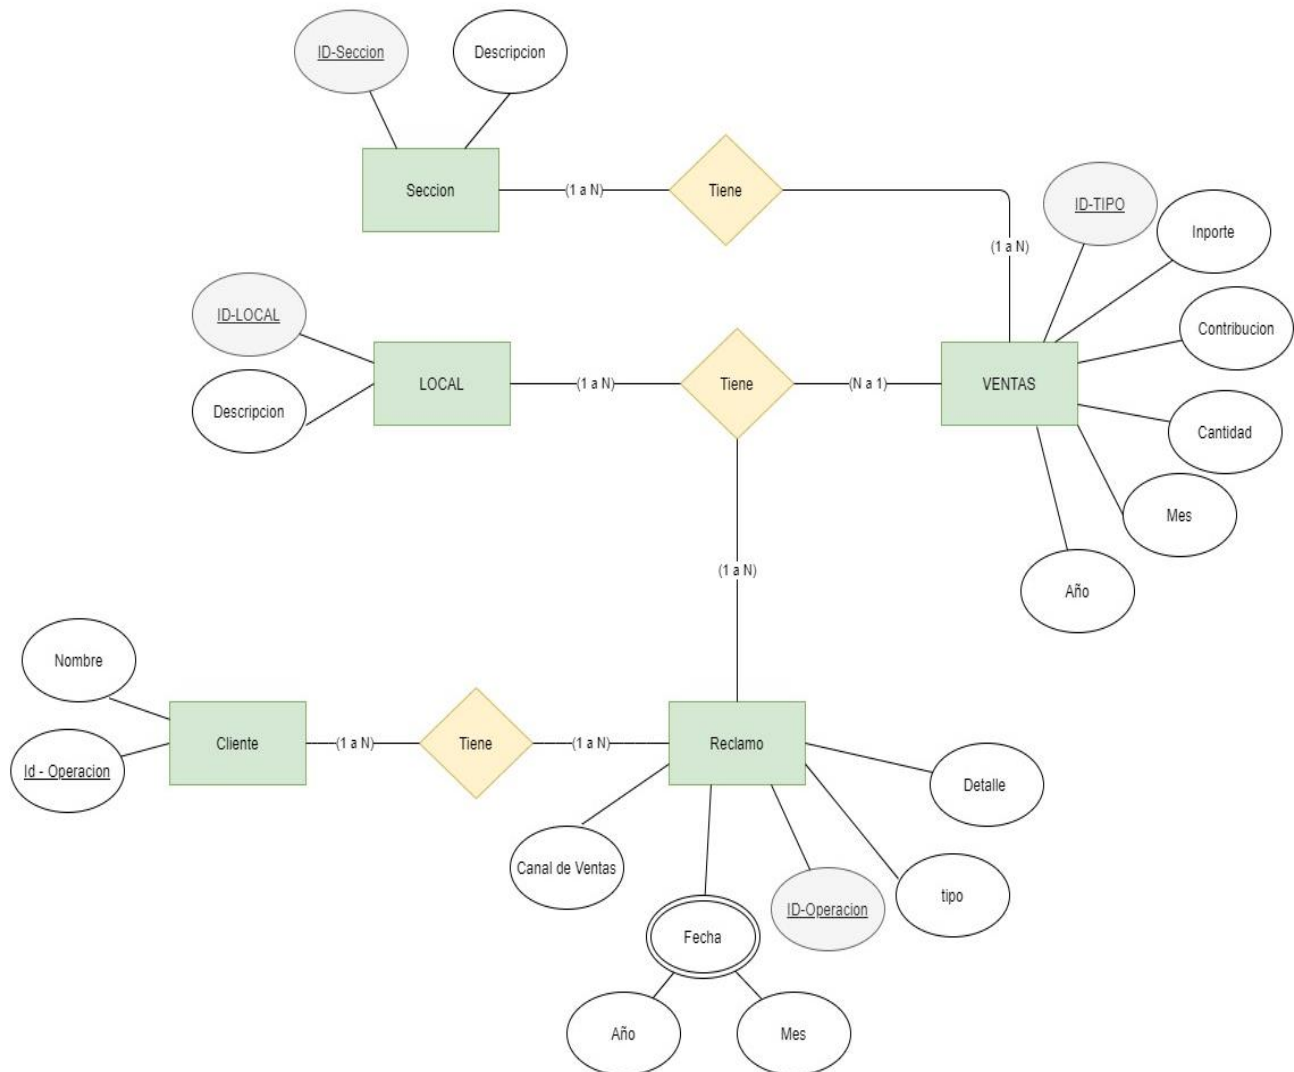 ID-Seccion
Descripcion
Seccion
(1 a N)
Tiene
ID-TIPO
Inporte
(1 a N)
ID-LOCAL
Contribucion
LOCAL
(1 a N)
Tiene
(N a 1)
VENTAS
Descripcion
Cantidad
Mes
(1 a N)
Año
Nombre
Cliente
(1 a N)
Tiene
(1 a N)
Reclamo
Id - Operacion
Detalle
Canal de Ventas
tipo
ID-Operacion
Fecha
Año
Mes